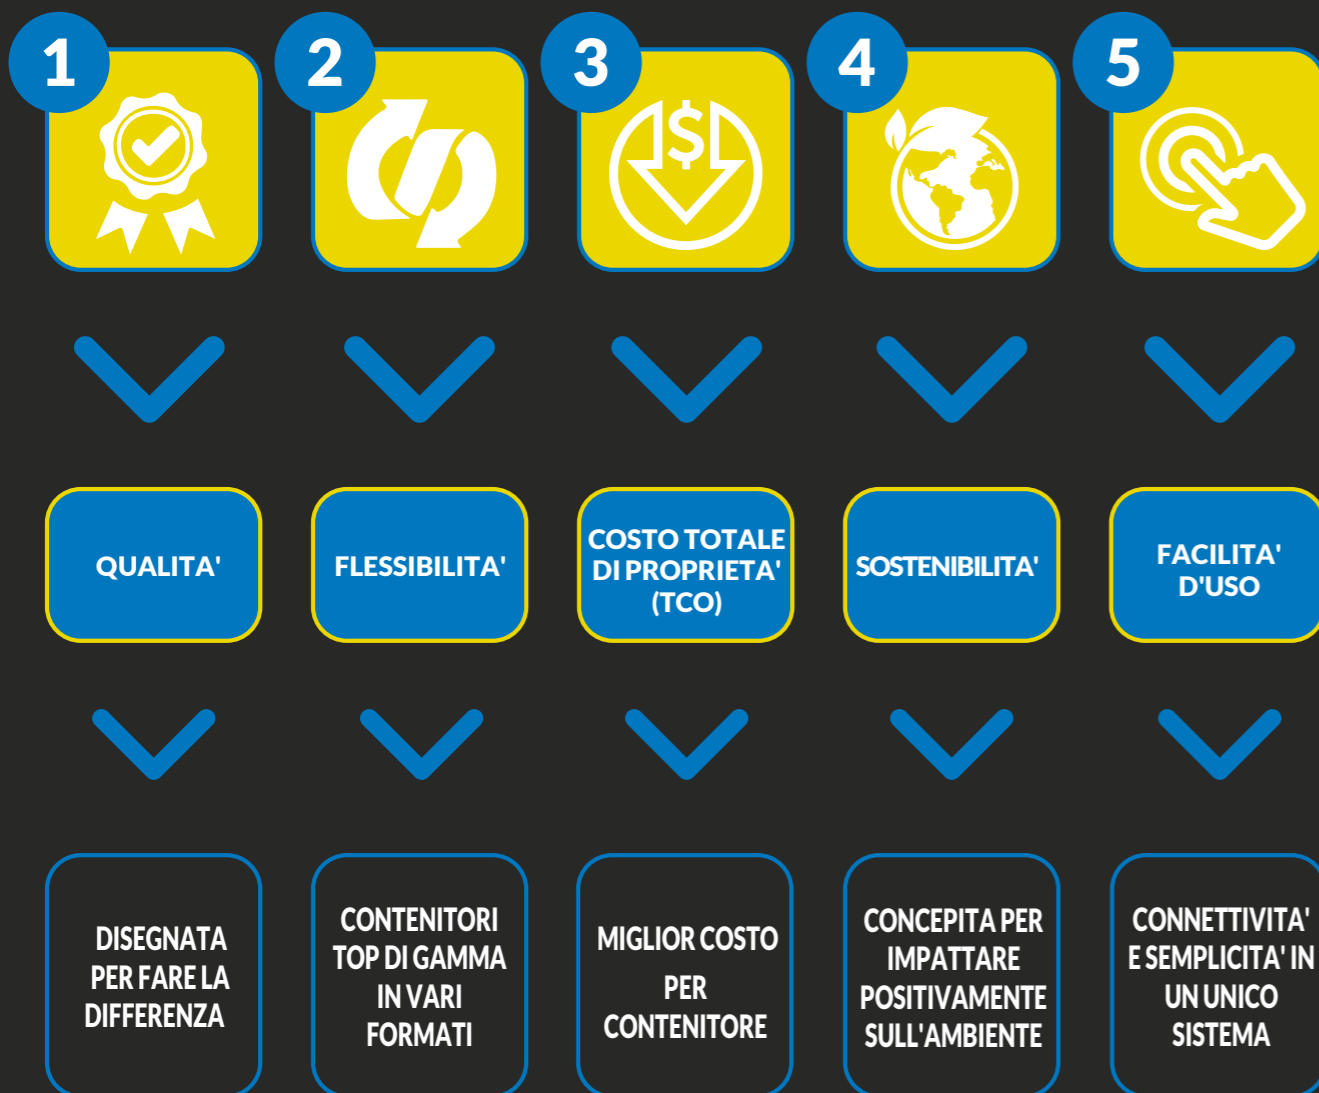 1
2
3
4
5
$
QUALITA'
FLESSIBILITA'
COSTO TOTALE
DI PROPRIETA'
(TCO)
SOSTENIBILITA'
FACILITA'
D'USO
DISEGNATA
PER FARE LA
DIFFERENZA
CONTENITORI
TOP DI GAMMA
IN VARI
FORMATI
MIGLIOR COSTO
PER
CONTENITORE
CONCEPITA PER
IMPATTARE
POSITIVAMENTE
SULL'AMBIENTE
CONNETTIVITA'
E SEMPLICITA' IN
UN UNICO
SISTEMA